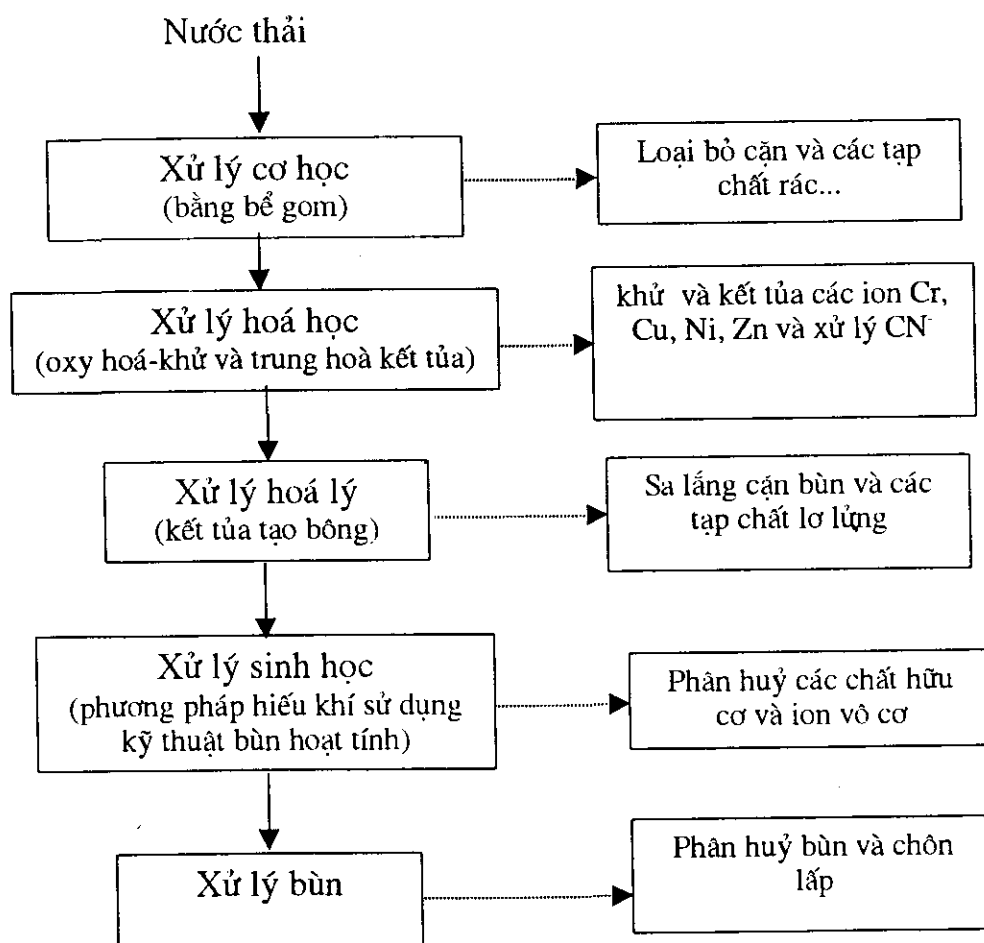 Nước thải
Xử lý cơ học
(bằng bể gom)
Loại bỏ cặn và các tạp
chất rác...
Xử lý hoá học
(oxy hoá-khử và trung hoà kết tủa)
khử và kết tủa các ion Cr,
Cu, Ni, Zn và xử lý CN⁻
Xử lý hoá lý
(kết tủa tạo bông)
Sa lắng cặn bùn và các
tạp chất lơ lửng
Xử lý sinh học
(phương pháp hiếu khí sử dụng
kỹ thuật bùn hoạt tính)
Phân huỷ các chất hữu
cơ và ion vô cơ
Xử lý bùn
Phân huỷ bùn và chôn
lấp